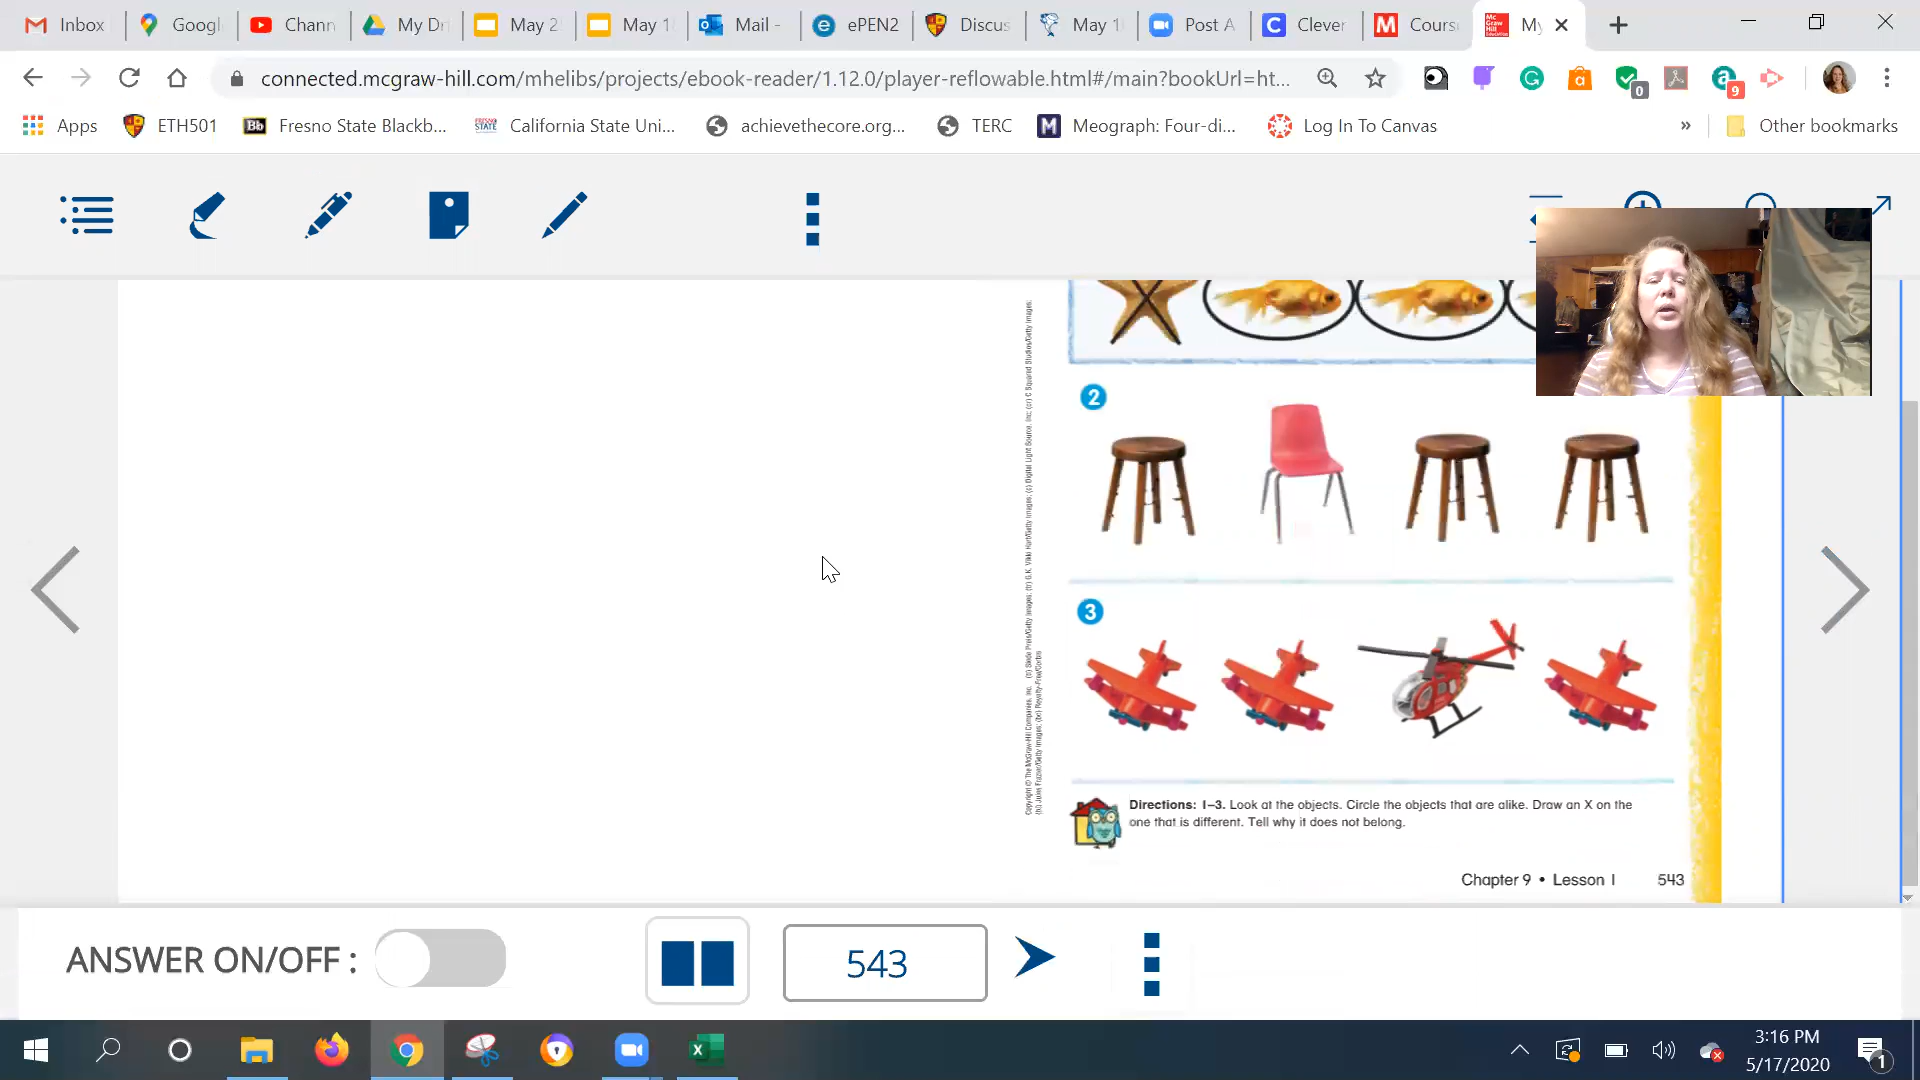 Inbox
Googl
Chann
My Dr
May 2
May 1
Mail -
ePEN2
Discus
May 1
Post A
Clever
Cours
My
connected.mcgraw-hill.com/mhelibs/projects/ebook-reader/1.12.0/player-reflowable.html#/main?bookUrl=ht...
0
9
Apps
ETH501
Bb
Fresno State Blackb...
California State Uni...
achievethecore.org...
TERC
Meograph: Four-di...
Log In To Canvas
»
Other bookmarks
2
3
Directions: 1–3. Look at the objects. Circle the objects that are alike. Draw an X on the
one that is different. Tell why it does not belong.
Chapter 9 • Lesson 1 543
ANSWER ON/OFF :
543
3:16 PM
5/17/2020
1